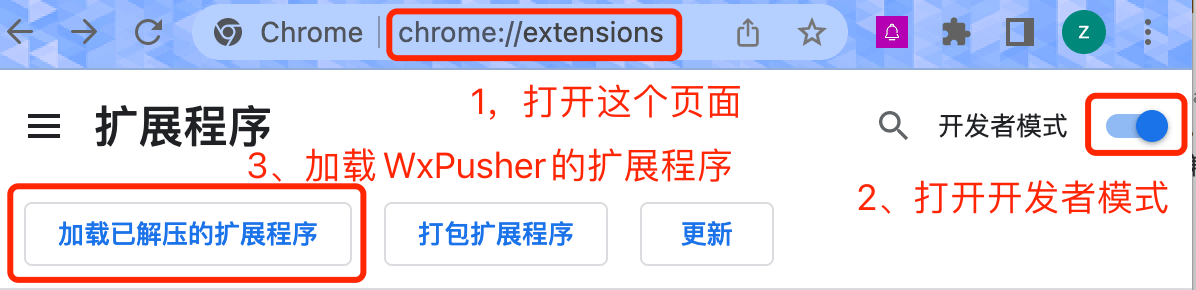 Chrome chrome://extensions Z
1，打开这个页面
扩展程序 开发者模式
3、加载WxPusher的扩展程序
2、打开开发者模式
加载已解压的扩展程序 打包扩展程序 更新